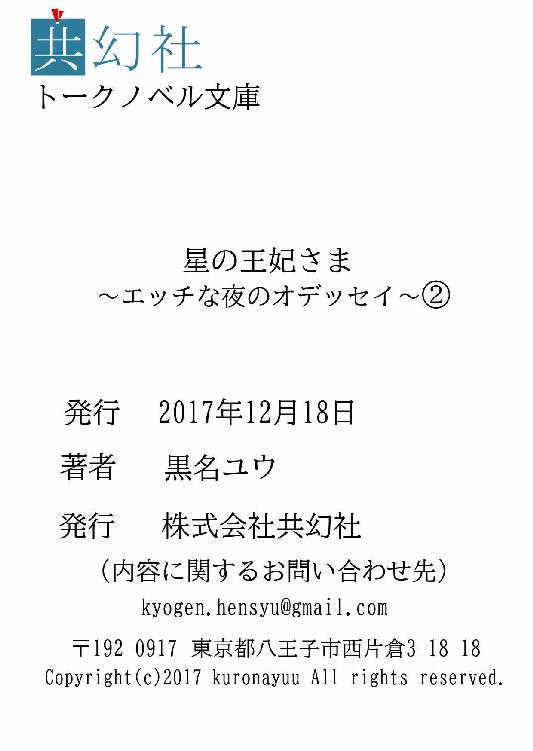 共幻社
トークノベル文庫
星の王妃さま
～エッチな夜のオデッセイ～②
発行 2017年12月18日
著者 黒名ユウ
発行 株式会社共幻社
（内容に関するお問い合わせ先）
kyogen.hensyu@gmail.com
〒192 0917 東京都八王子市西片倉3 18 18
Copyright(c)2017 kuronayuu All rights reserved.